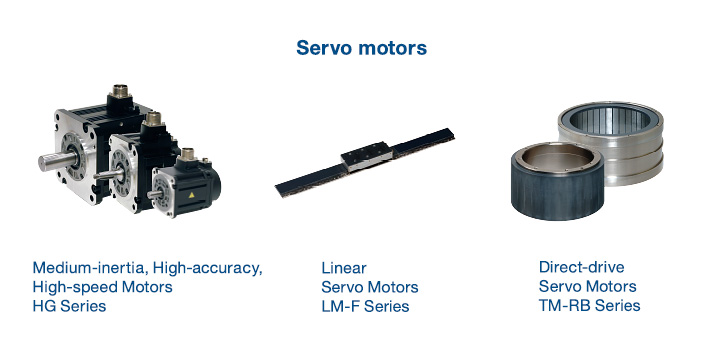 Servo motors
Medium-inertia, High-accuracy,
High-speed Motors
HG Series
Linear
Servo Motors
LM-F Series
Direct-drive
Servo Motors
TM-RB Series